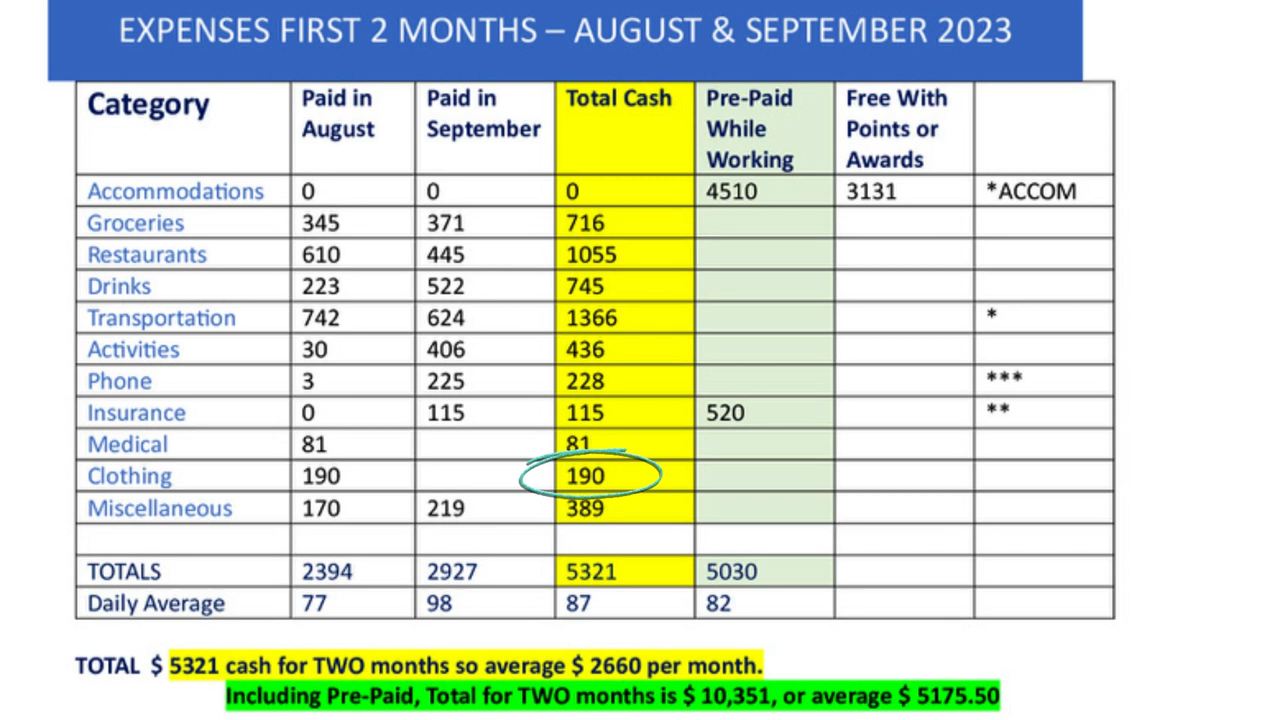 EXPENSES FIRST 2 MONTHS – AUGUST & SEPTEMBER 2023
Category Paid in August Paid in September Total Cash Pre-Paid While Working Free With Points or Awards
Accommodations 0 0 0 4510 3131 *ACCOM
Groceries 345 371 716
Restaurants 610 445 1055
Drinks 223 522 745
Transportation 742 624 1366 *
Activities 30 406 436
Phone 3 225 228 ***
Insurance 0 115 115 520 **
Medical 81 81
Clothing 190 190
Miscellaneous 170 219 389
TOTALS 2394 2927 5321 5030
Daily Average 77 98 87 82
TOTAL $ 5321 cash for TWO months so average $ 2660 per month.
Including Pre-Paid, Total for TWO months is $ 10,351, or average $ 5175.50